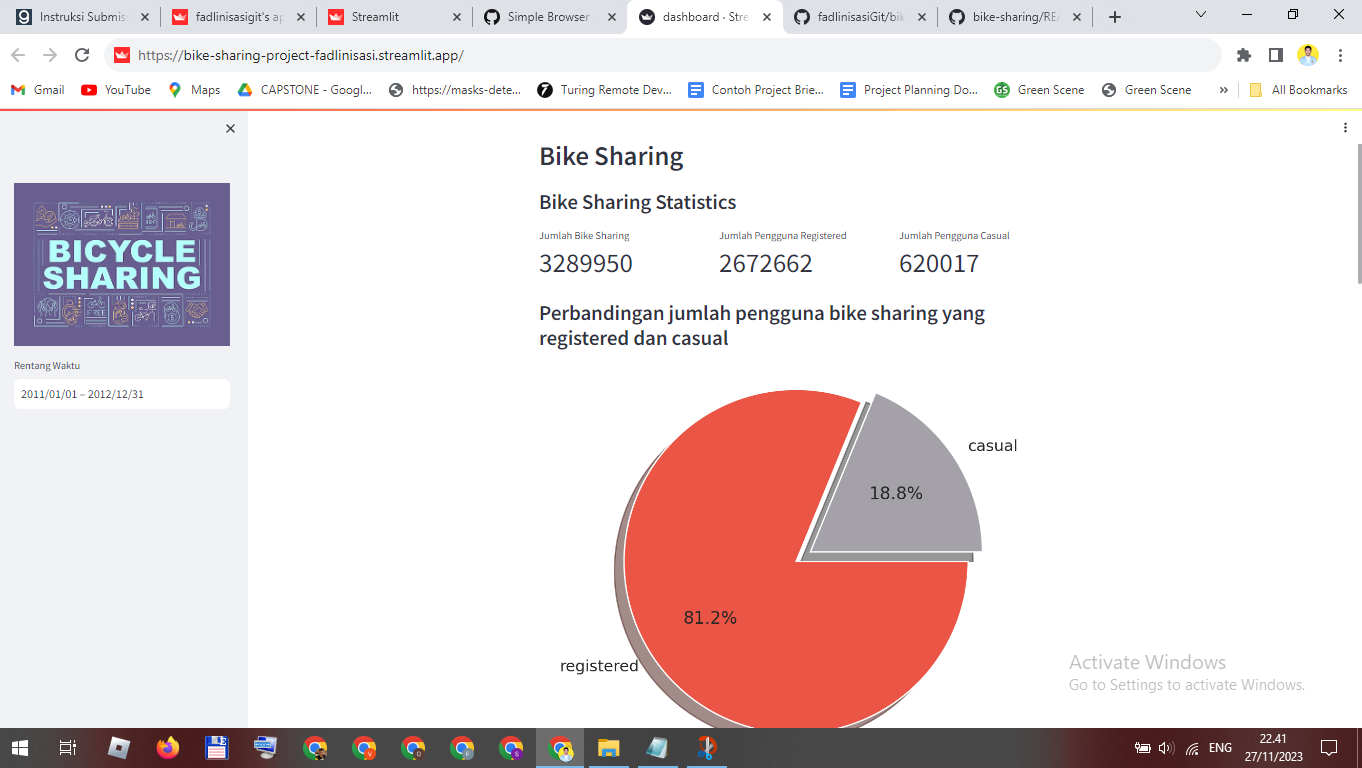 Instruksi Submis
fadlinisasigit's ap
Streamlit
Simple Browser
dashboard · Stre
fadlinisasiGit/bik
bike-sharing/REA
https://bike-sharing-project-fadlinisasi.streamlit.app/
Gmail
YouTube
Maps
CAPSTONE - Googl...
https://masks-dete...
Turing Remote Dev...
Contoh Project Brie...
Project Planning Do...
Green Scene
Green Scene
All Bookmarks
BICYCLE
SHARING
Rentang Waktu
2011/01/01 – 2012/12/31
Bike Sharing
Bike Sharing Statistics
Jumlah Bike Sharing
3289950
Jumlah Pengguna Registered
2672662
Jumlah Pengguna Casual
620017
Perbandingan jumlah pengguna bike sharing yang
registered dan casual
casual
18.8%
81.2%
registered
Activate Windows
Go to Settings to activate Windows.
ENG
22.41
27/11/2023